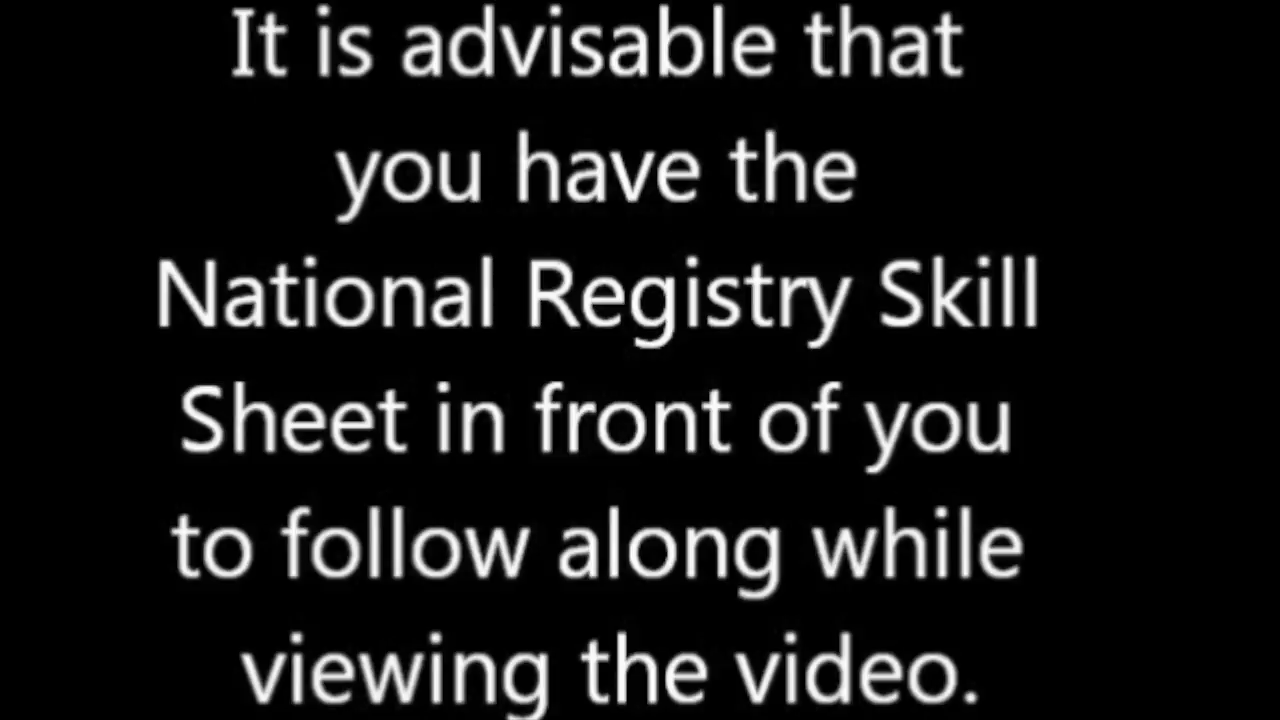 It is advisable that
you have the
National Registry Skill
Sheet in front of you
to follow along while
viewing the video.